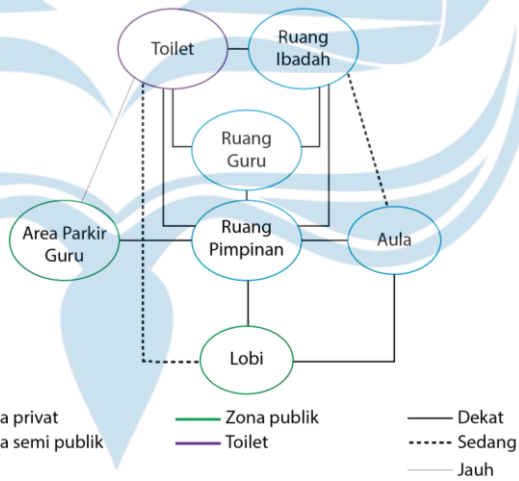 Toilet
Ruang
Ibadah
Ruang
Guru
Area Parkir
Guru
Ruang
Pimpinan
Aula
Lobi
a privat
a semi publik
Zona publik
Toilet
Dekat
Sedang
Jauh